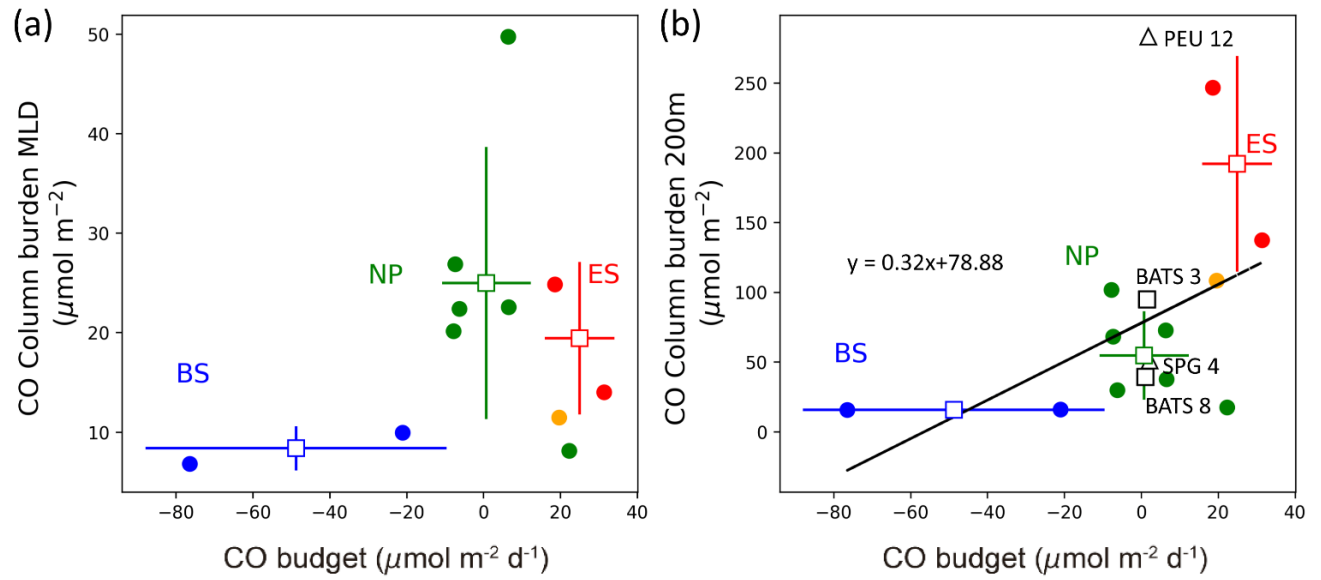 (a)
50
40
30
20
10
CO Column burden MLD
(μmol m⁻²)
NP
ES
BS
−80
−60
−40
−20
0
20
40
CO budget (μmol m⁻² d⁻¹)
(b)
250
200
150
100
50
0
CO Column burden 200m
(μmol m⁻²)
PEU 12
ES
y = 0.32x+78.88
NP
BATS 3
BS
SPG 4
BATS 8
−80
−60
−40
−20
0
20
40
CO budget (μmol m⁻² d⁻¹)